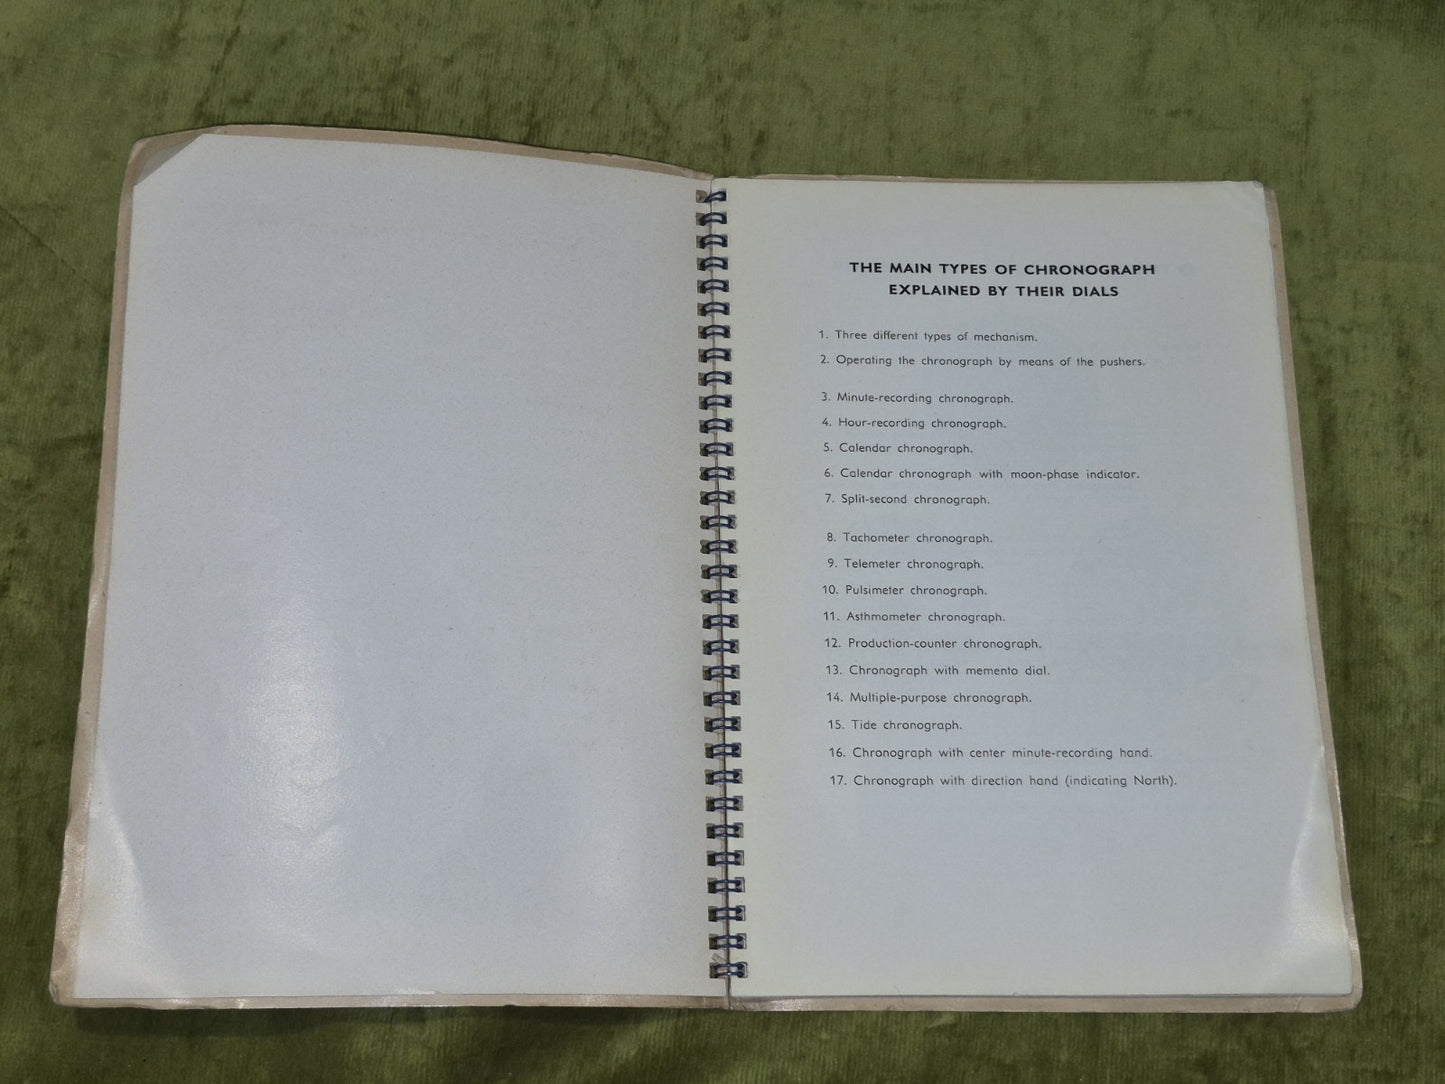 THE MAIN TYPES OF CHRONOGRAPH
EXPLAINED BY THEIR DIALS
1. Three different types of mechanism.
2. Operating the chronograph by means of the pushers.
3. Minute-recording chronograph.
4. Hour-recording chronograph.
5. Calendar chronograph.
6. Calendar chronograph with moon-phase indicator.
7. Split-second chronograph.
8. Tachometer chronograph.
9. Telemeter chronograph.
10. Pulsimeter chronograph.
11. Asthmometer chronograph.
12. Production-counter chronograph.
13. Chronograph with memento dial.
14. Multiple-purpose chronograph.
15. Tide chronograph.
16. Chronograph with center minute-recording hand.
17. Chronograph with direction hand (indicating North).